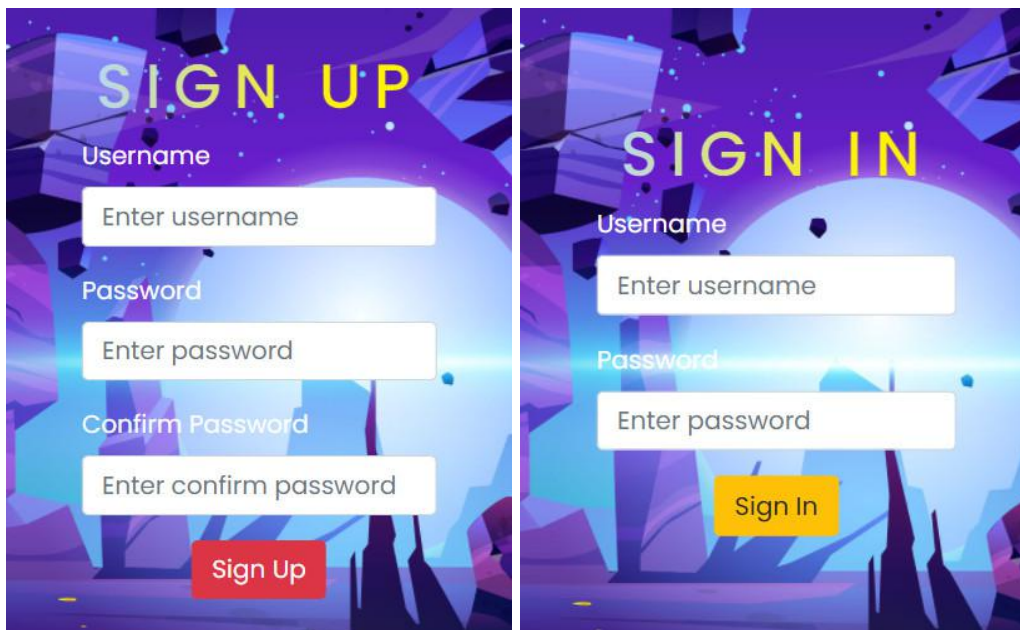 SIGN UP
Username
Enter username
Password
Enter password
Confirm Password
Enter confirm password
Sign Up
SIGN IN
Username
Enter username
Password
Enter password
Sign In